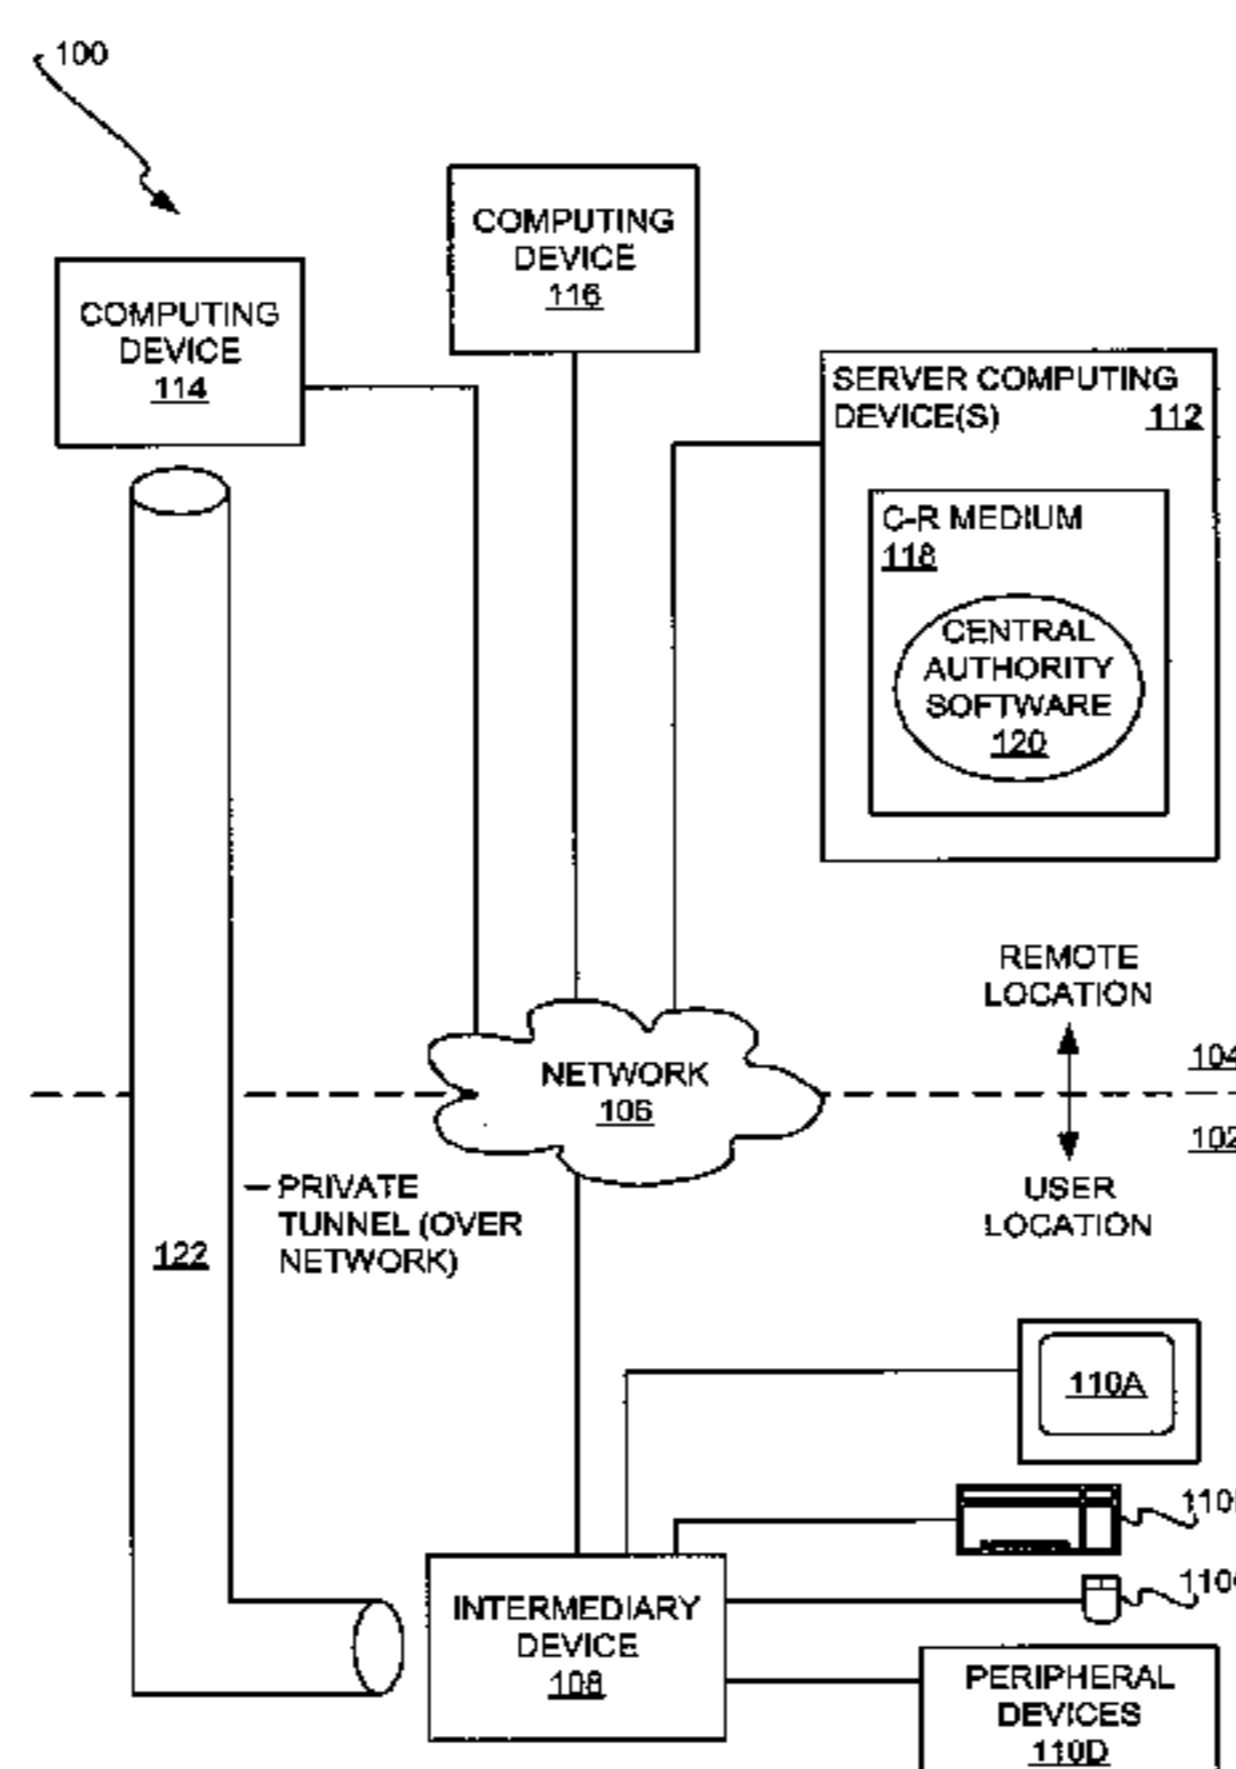 100
COMPUTING
DEVICE
116
COMPUTING
DEVICE
114
SERVER COMPUTING
DEVICE(S) 112
C-R MEDIUM
118
CENTRAL
AUTHORITY
SOFTWARE
120
REMOTE
LOCATION
104
NETWORK
106
102
USER
LOCATION
PRIVATE
TUNNEL (OVER
NETWORK)
122
110A
INTERMEDIARY
DEVICE
108
PERIPHERAL
DEVICES
110D